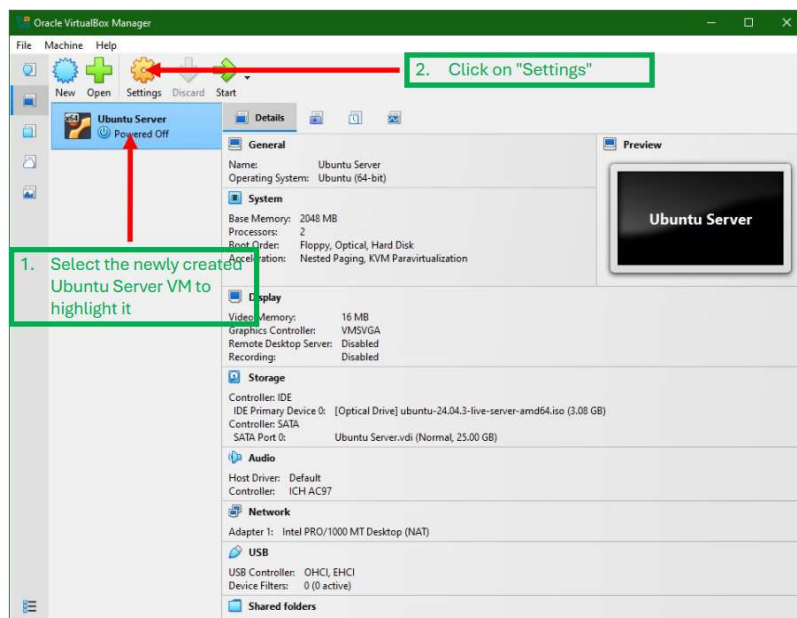 Oracle VirtualBox Manager
File Machine Help
2. Click on "Settings"
New Open Settings Discard Start
x64 Ubuntu Server
Powered Off
Details
General
Name: Ubuntu Server
Operating System: Ubuntu (64-bit)
Preview
Ubuntu Server
System
Base Memory: 2048 MB
Processors: 2
Boot Order: Floppy, Optical, Hard Disk
Acceleration: Nested Paging, KVM Paravirtualization
1. Select the newly created
Ubuntu Server VM to
highlight it
Display
Video Memory: 16 MB
Graphics Controller: VMSVGA
Remote Desktop Server: Disabled
Recording: Disabled
Storage
Controller: IDE
IDE Primary Device 0: [Optical Drive] ubuntu-24.04.3-live-server-amd64.iso (3.08 GB)
Controller: SATA
SATA Port 0: Ubuntu Server.vdi (Normal, 25.00 GB)
Audio
Host Driver: Default
Controller: ICH AC97
Network
Adapter 1: Intel PRO/1000 MT Desktop (NAT)
USB
USB Controller: OHCI, EHCI
Device Filters: 0 (0 active)
Shared folders